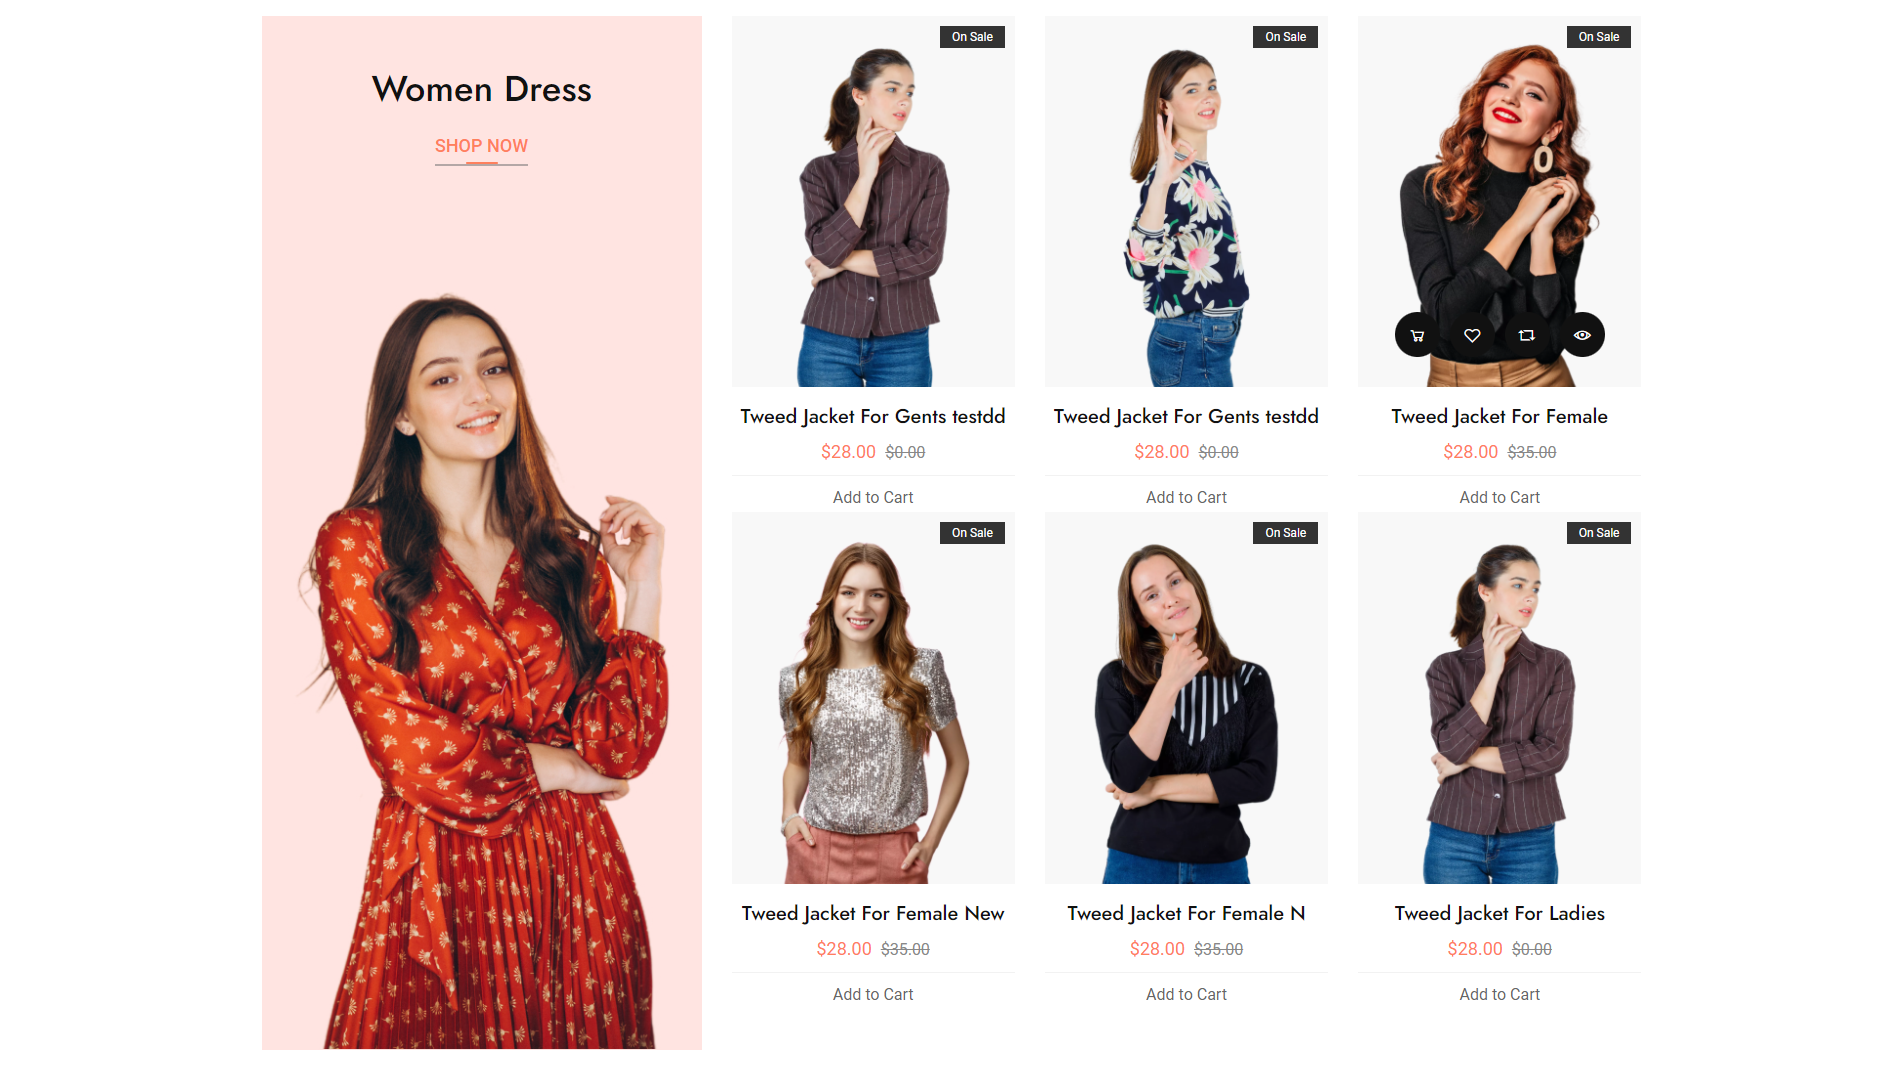 Women Dress
SHOP NOW
On Sale
Tweed Jacket For Gents testdd
$28.00 $0.00
Add to Cart
On Sale
Tweed Jacket For Gents testdd
$28.00 $0.00
Add to Cart
On Sale
Tweed Jacket For Female
$28.00 $35.00
Add to Cart
On Sale
Tweed Jacket For Female New
$28.00 $35.00
Add to Cart
On Sale
Tweed Jacket For Female N
$28.00 $35.00
Add to Cart
On Sale
Tweed Jacket For Ladies
$28.00 $0.00
Add to Cart